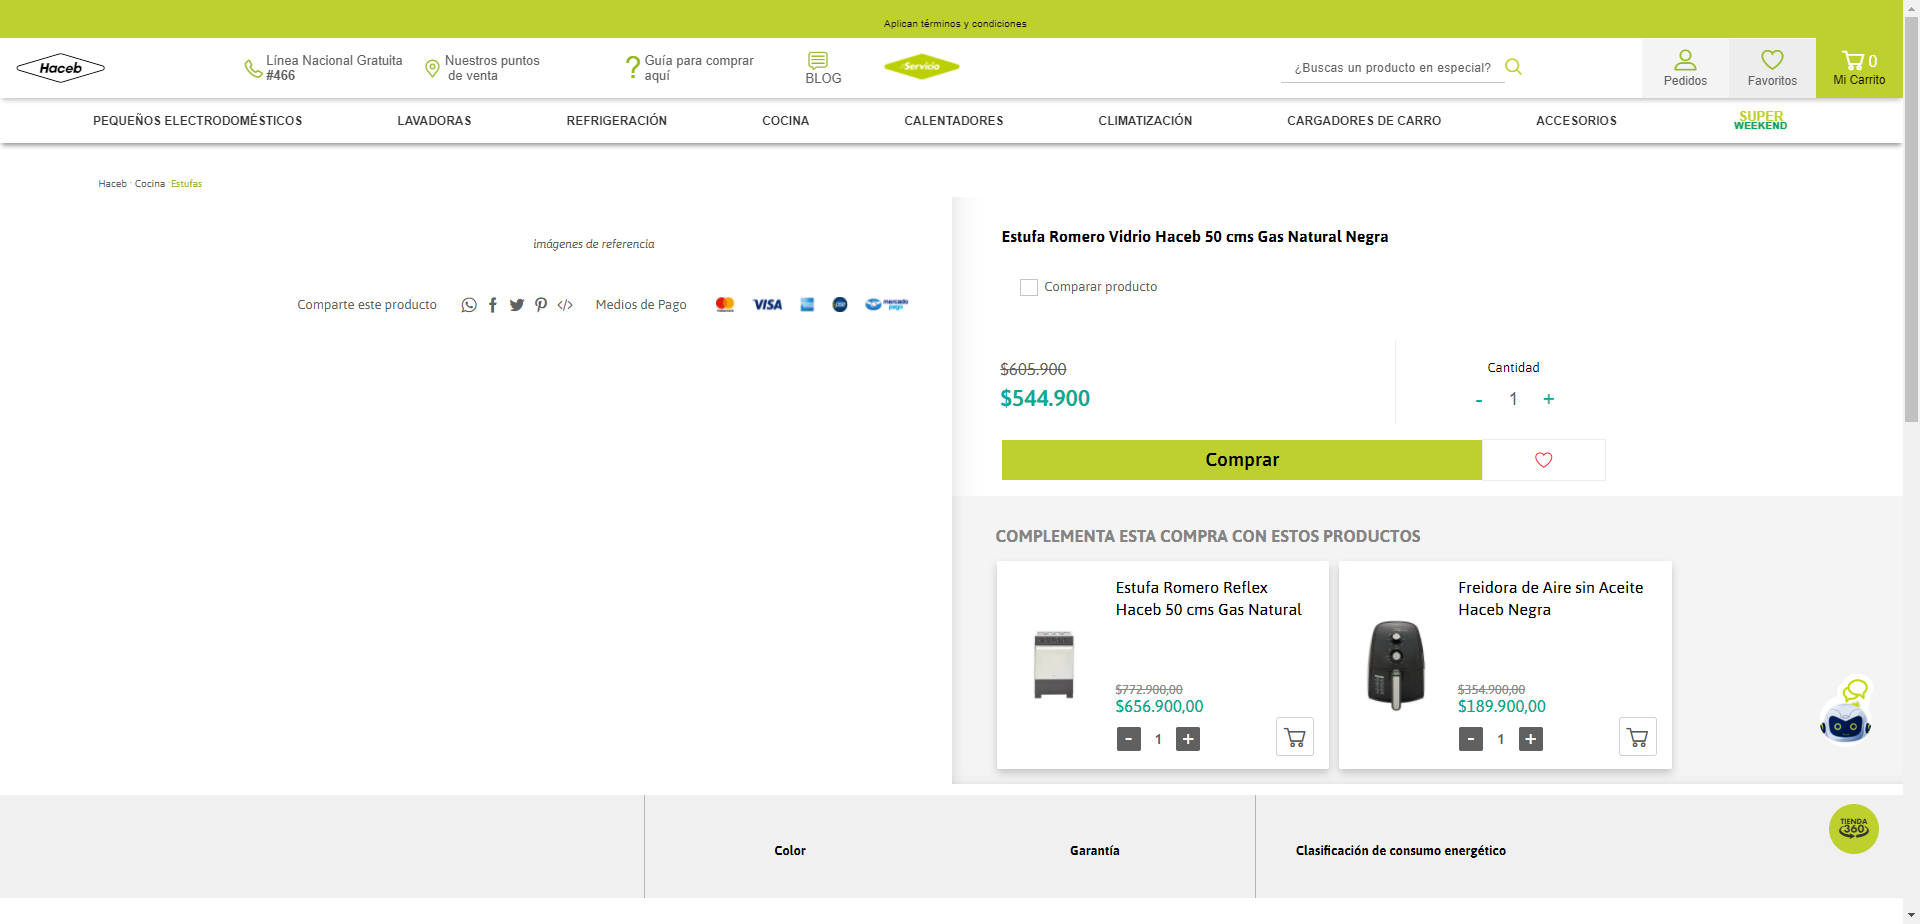 Aplican términos y condiciones
Haceb
Línea Nacional Gratuita
#466
Nuestros puntos
de venta
Guía para comprar
aquí
BLOG
Servicio
¿Buscas un producto en especial?
Pedidos
Favoritos
0
Mi Carrito
PEQUEÑOS ELECTRODOMÉSTICOS
LAVADORAS
REFRIGERACIÓN
COCINA
CALENTADORES
CLIMATIZACIÓN
CARGADORES DE CARRO
ACCESORIOS
SUPER
WEEKEND
Haceb · Cocina · Estufas
imágenes de referencia
Comparte este producto
Medios de Pago
VISA
mercado
pago
Estufa Romero Vidrio Haceb 50 cms Gas Natural Negra
Comparar producto
$605.900
$544.900
Cantidad
- 1 +
Comprar
COMPLEMENTA ESTA COMPRA CON ESTOS PRODUCTOS
Estufa Romero Reflex
Haceb 50 cms Gas Natural
$772.900,00
$656.900,00
- 1 +
Freidora de Aire sin Aceite
Haceb Negra
$354.900,00
$189.900,00
- 1 +
TIENDA
360
Color
Garantía
Clasificación de consumo energético